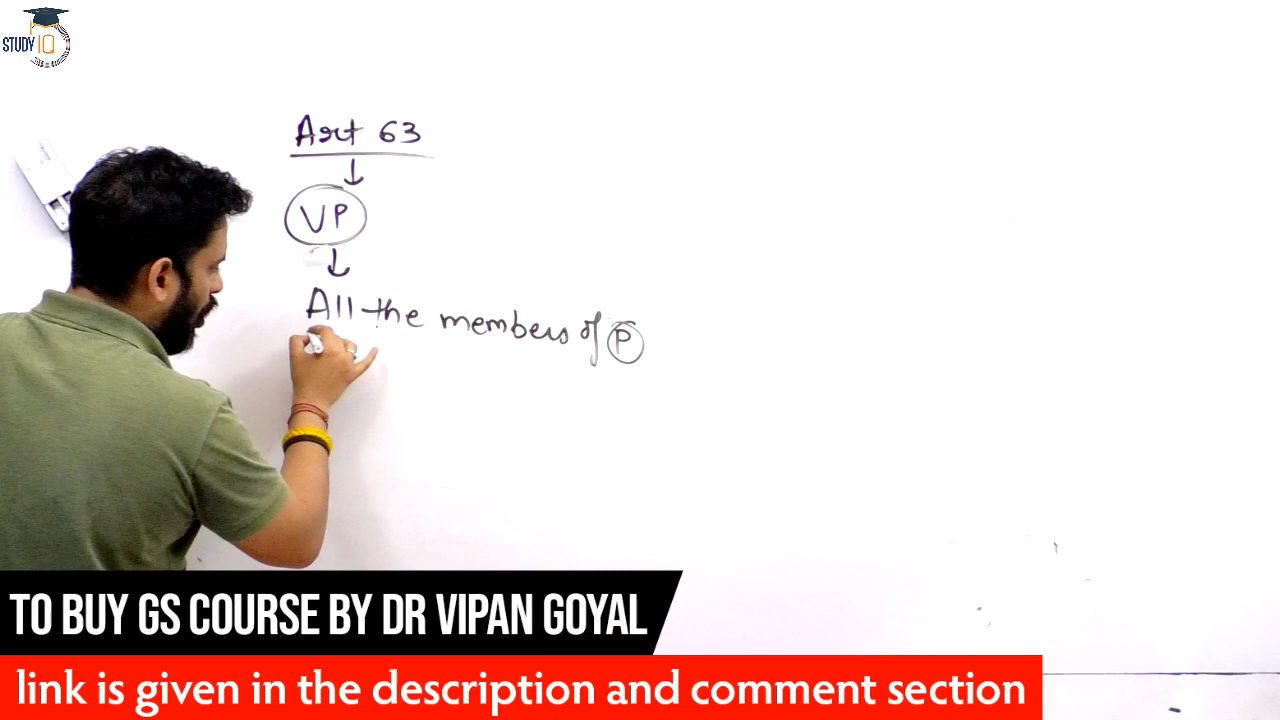 STUDY IQ
Art 63
VP
All the members of P
TO BUY GS COURSE BY DR VIPAN GOYAL
link is given in the description and comment section